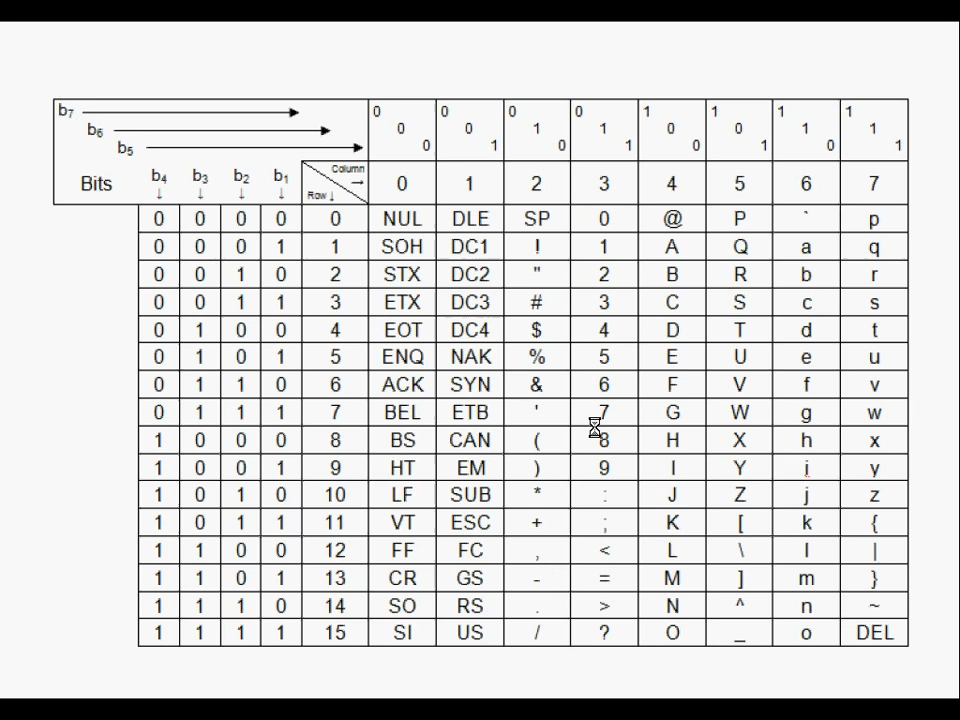 b7 0 0 0 0 1 1 1 1
b6 0 0 1 1 0 0 1 1
b5 0 1 0 1 0 1 0 1
Bits b4 ↓ b3 ↓ b2 ↓ b1 ↓ Column → Row ↓ 0 1 2 3 4 5 6 7
0 0 0 0 0 NUL DLE SP 0 @ P ` p
0 0 0 1 1 SOH DC1 ! 1 A Q a q
0 0 1 0 2 STX DC2 " 2 B R b r
0 0 1 1 3 ETX DC3 # 3 C S c s
0 1 0 0 4 EOT DC4 $ 4 D T d t
0 1 0 1 5 ENQ NAK % 5 E U e u
0 1 1 0 6 ACK SYN & 6 F V f v
0 1 1 1 7 BEL ETB ' 7 G W g w
1 0 0 0 8 BS CAN ( 8 H X h x
1 0 0 1 9 HT EM ) 9 I Y i y
1 0 1 0 10 LF SUB * : J Z j z
1 0 1 1 11 VT ESC + ; K [ k {
1 1 0 0 12 FF FC , < L \ l |
1 1 0 1 13 CR GS - = M ] m }
1 1 1 0 14 SO RS . > N ^ n ~
1 1 1 1 15 SI US / ? O _ o DEL